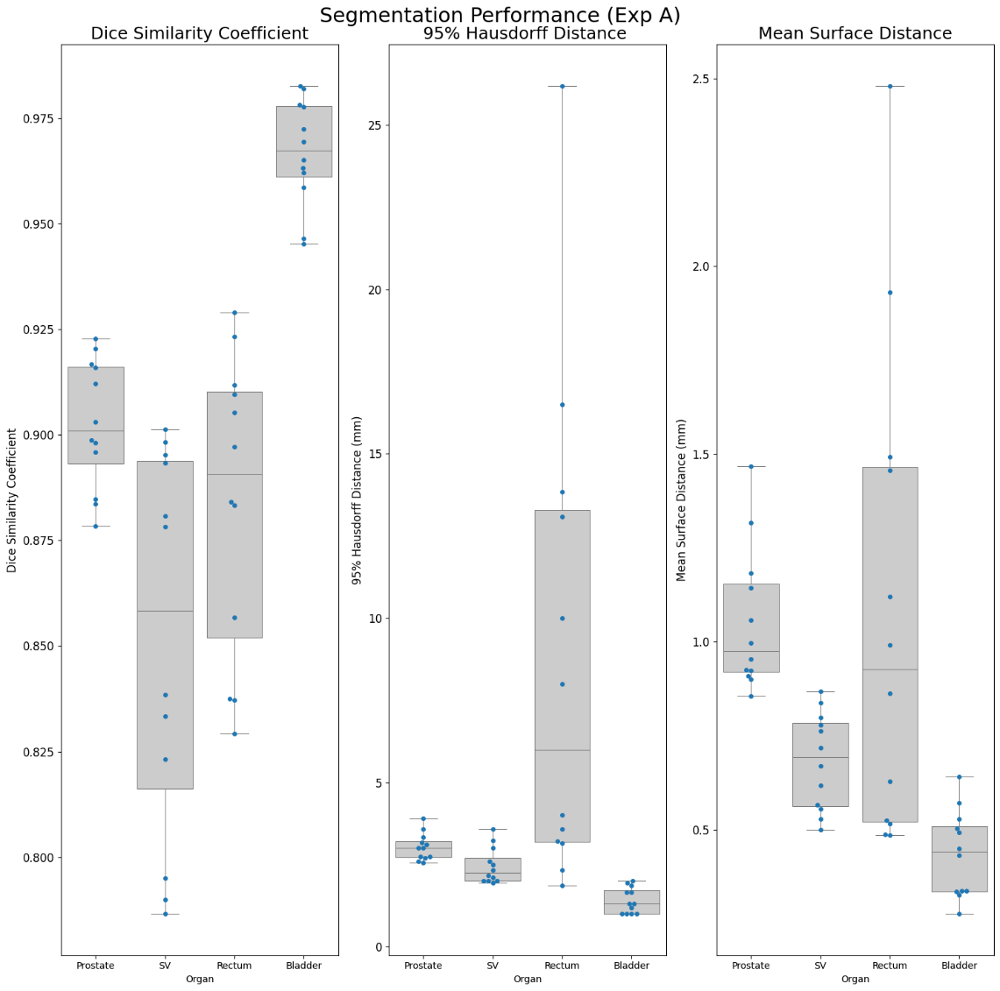 Segmentation Performance (Exp A)
Dice Similarity Coefficient
0.975
0.950
0.925
0.900
0.875
0.850
0.825
0.800
Dice Similarity Coefficient
Prostate SV Rectum Bladder
Organ
95% Hausdorff Distance
25
20
15
10
5
0
95% Hausdorff Distance (mm)
Prostate SV Rectum Bladder
Organ
Mean Surface Distance
2.5
2.0
1.5
1.0
0.5
Mean Surface Distance (mm)
Prostate SV Rectum Bladder
Organ